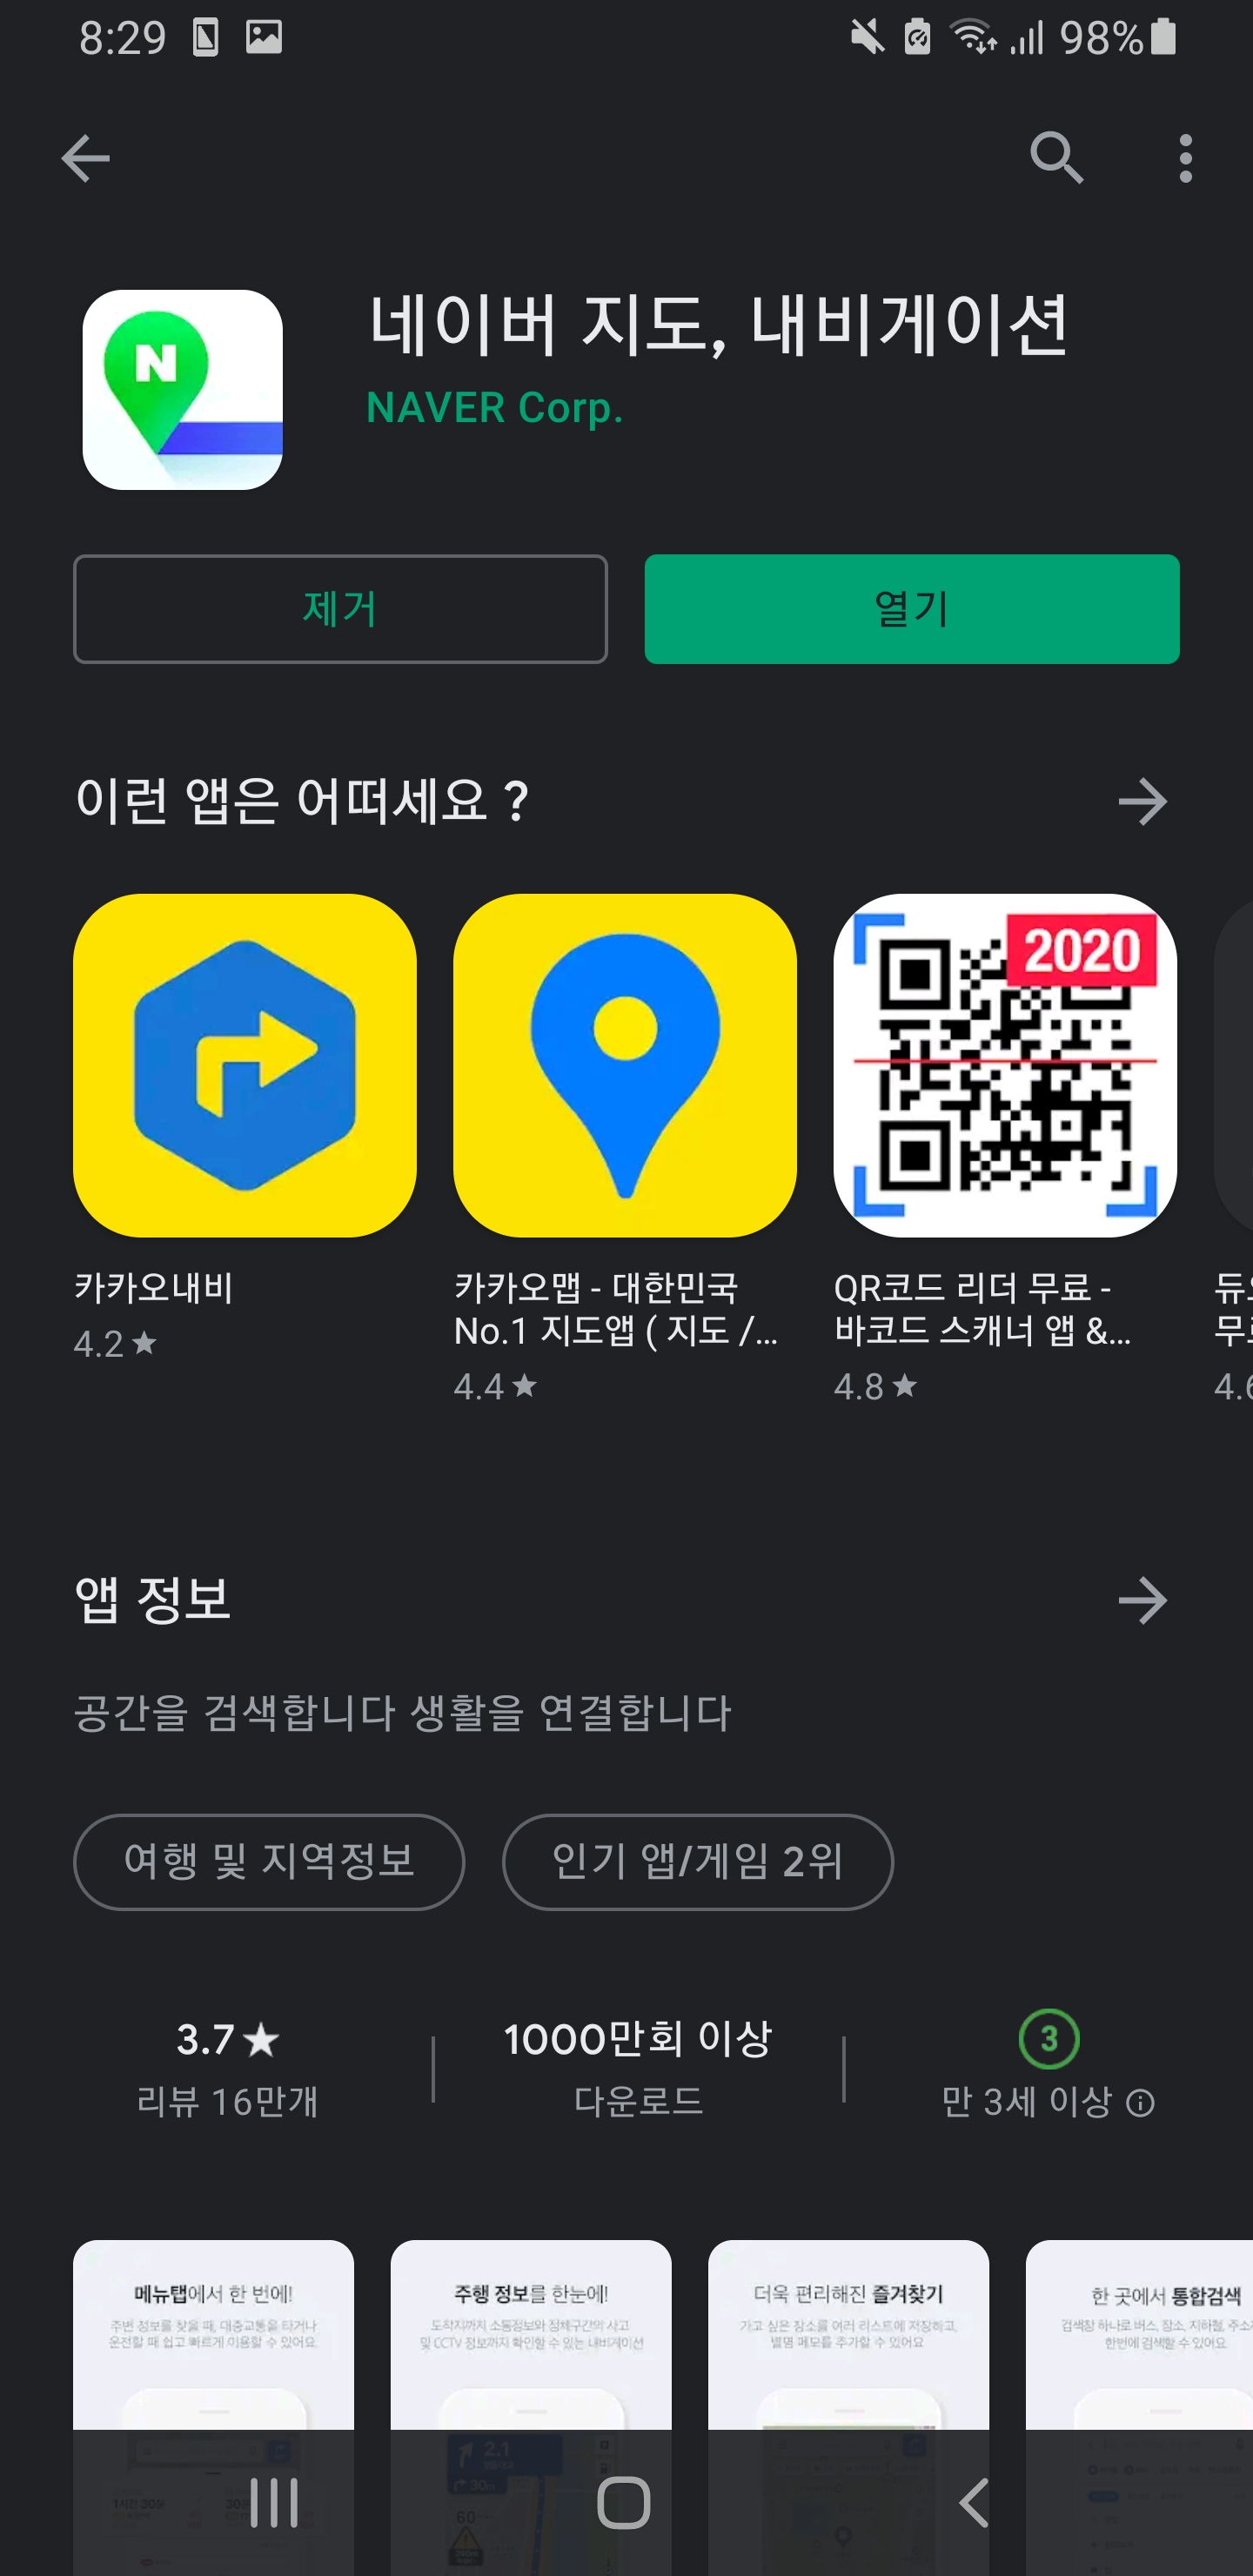 8:29
98%
네이버 지도, 내비게이션
NAVER Corp.
제거
열기
이런 앱은 어떠세요 ?
2020
카카오내비
4.2★
카카오맵 - 대한민국
No.1 지도앱 ( 지도 /...
4.4★
QR코드 리더 무료 -
바코드 스캐너 앱 &...
4.8★
앱 정보
공간을 검색합니다 생활을 연결합니다
여행 및 지역정보
인기 앱/게임 2위
3.7★
리뷰 16만개
1000만회 이상
다운로드
3
만 3세 이상
메뉴탭에서 한 번에!
주변 정보를 찾을 때, 대중교통을 타거나
운전할 때 쉽고 빠르게 이용할 수 있어요.
주행 정보를 한눈에!
도착지까지 소통정보와 정체구간의 사고
및 CCTV 정보까지 확인할 수 있는 내비게이션
더욱 편리해진 즐겨찾기
가고 싶은 장소를 여러 리스트에 저장하고,
별명 메모를 추가할 수 있어요
한 곳에서 통합검색
검색창 하나로 버스, 장소, 지하철, 주소
한번에 검색할 수 있어요.
2.1
30m
60
1시간 30분